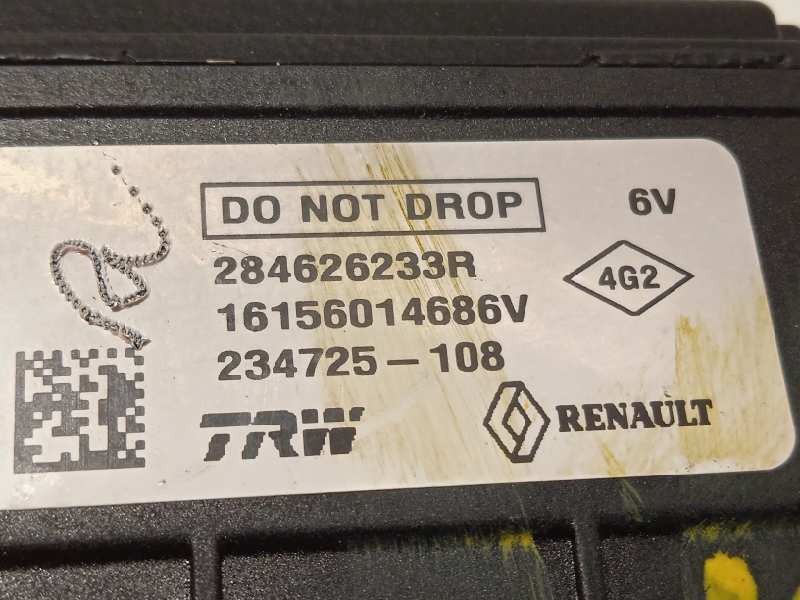 DO NOT DROP 6V
284626233R 4G2
16156014686V
234725-108
TRW RENAULT